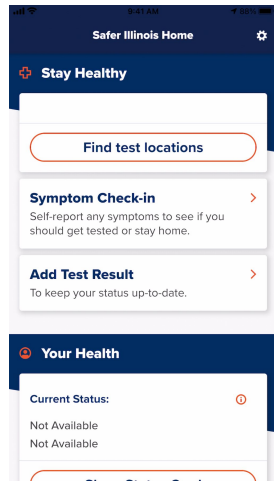 9:41 AM
58%
Safer Illinois Home
Stay Healthy
Find test locations
Symptom Check-in
Self-report any symptoms to see if you
should get tested or stay home.
Add Test Result
To keep your status up-to-date.
Your Health
Current Status:
Not Available
Not Available